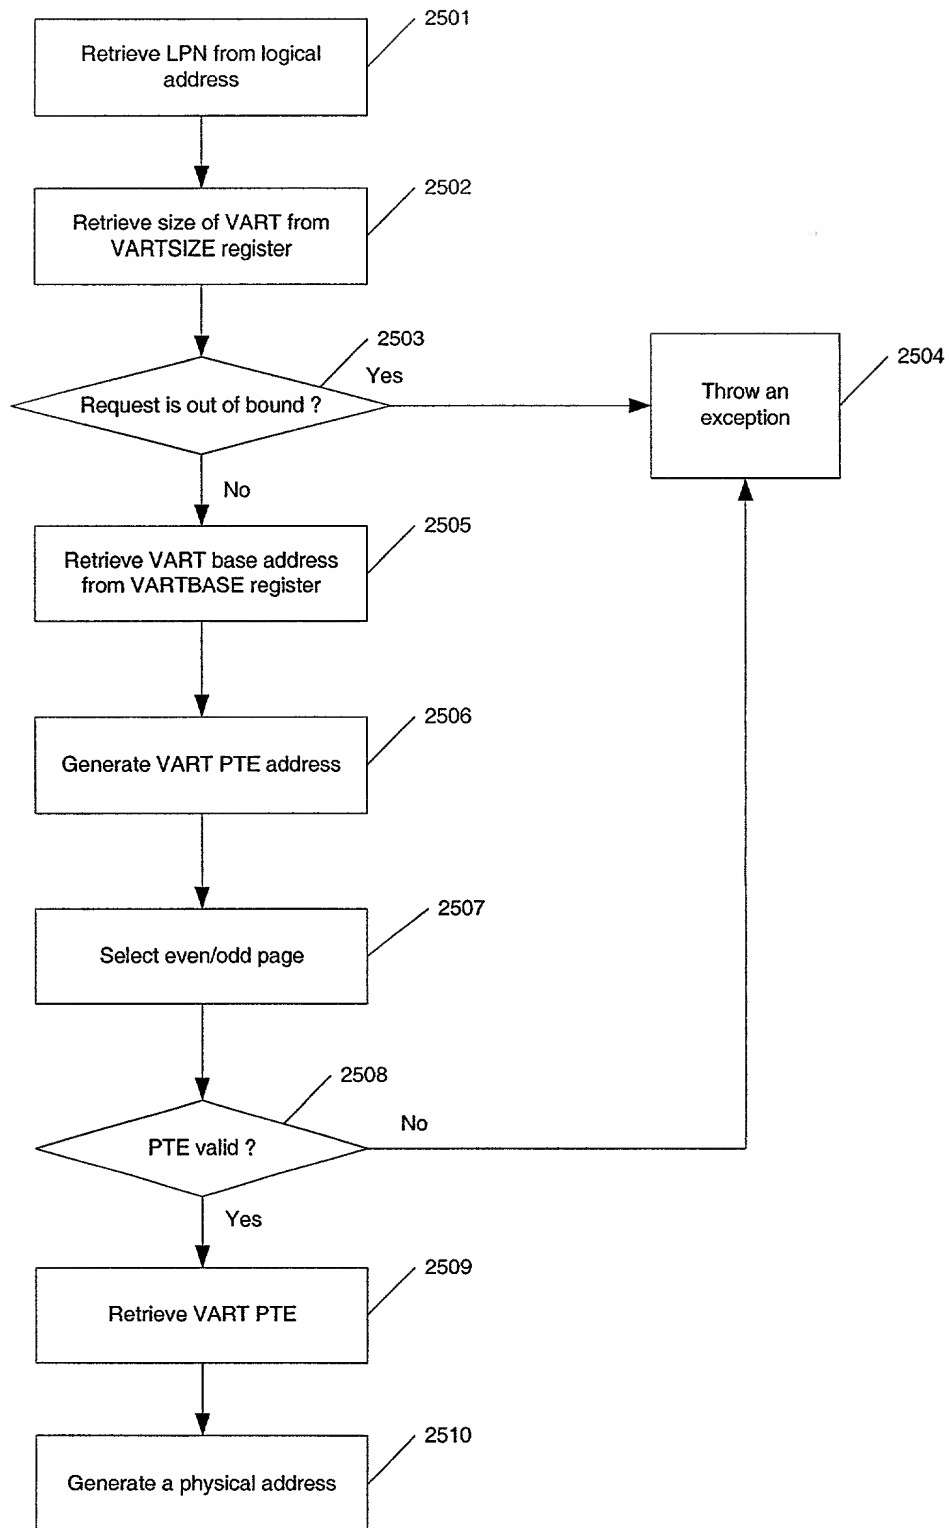 2501
Retrieve LPN from logical
address
2502
Retrieve size of VART from
VARTSIZE register
2503
Yes
Request is out of bound ?
2504
Throw an
exception
No
2505
Retrieve VART base address
from VARTBASE register
2506
Generate VART PTE address
2507
Select even/odd page
2508
No
PTE valid ?
Yes
2509
Retrieve VART PTE
2510
Generate a physical address